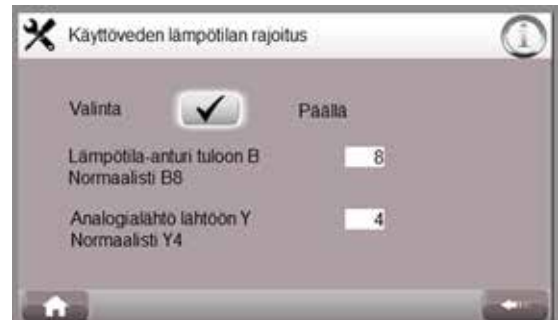 Käyttöveden lämpötilan rajoitus
Valinta
Päällä
Lämpötila-anturi tuloon B
8
Normaalisti B8
Analogialähtö lähtöön Y
4
Normaalisti Y4